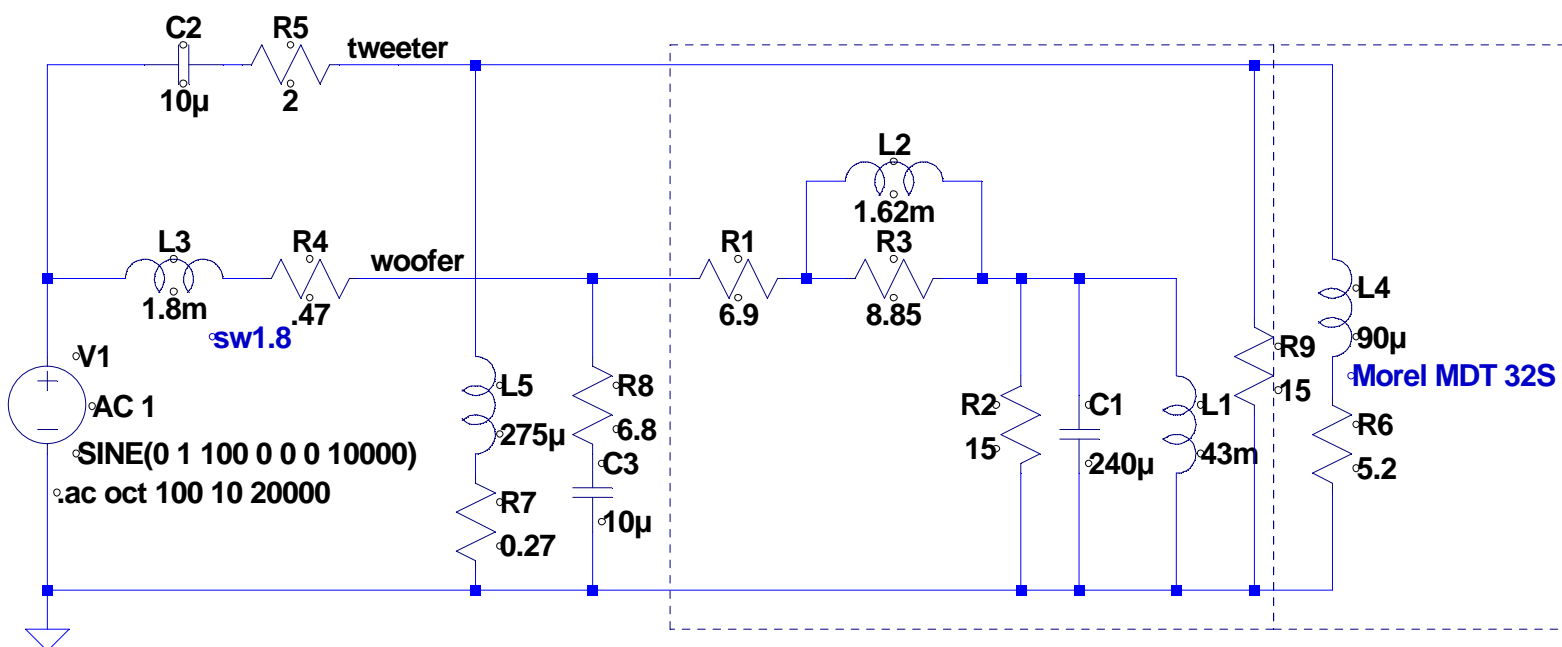 C2
10µ
R5
2
tweeter
L3
1.8m
R4
.47
sw1.8
woofer
V1
AC 1
SINE(0 1 100 0 0 0 10000)
.ac oct 100 10 20000
L5
275µ
R7
0.27
R8
6.8
C3
10µ
R1
6.9
L2
1.62m
R3
8.85
R2
15
C1
240µ
L1
43m
R9
15
L4
90µ
Morel MDT 32S
R6
5.2